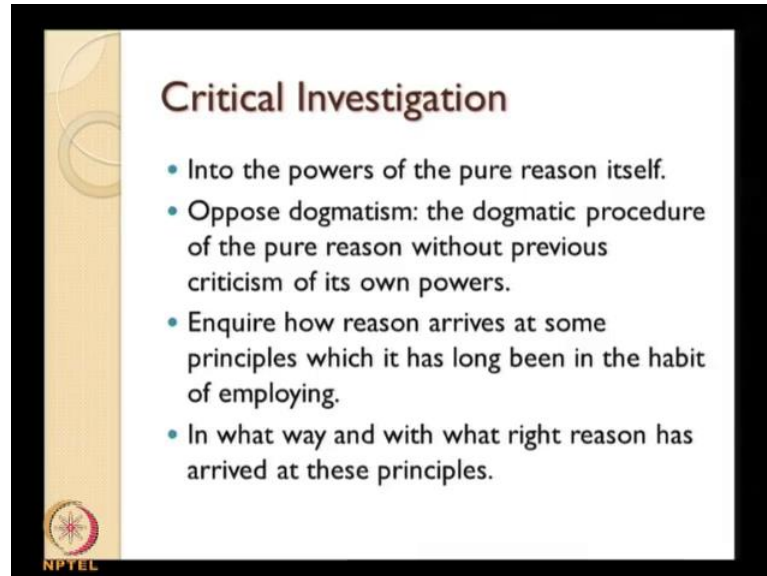 Critical Investigation
• Into the powers of the pure reason itself.
• Oppose dogmatism: the dogmatic procedure
of the pure reason without previous
criticism of its own powers.
• Enquire how reason arrives at some
principles which it has long been in the habit
of employing.
• In what way and with what right reason has
arrived at these principles.
NPTEL